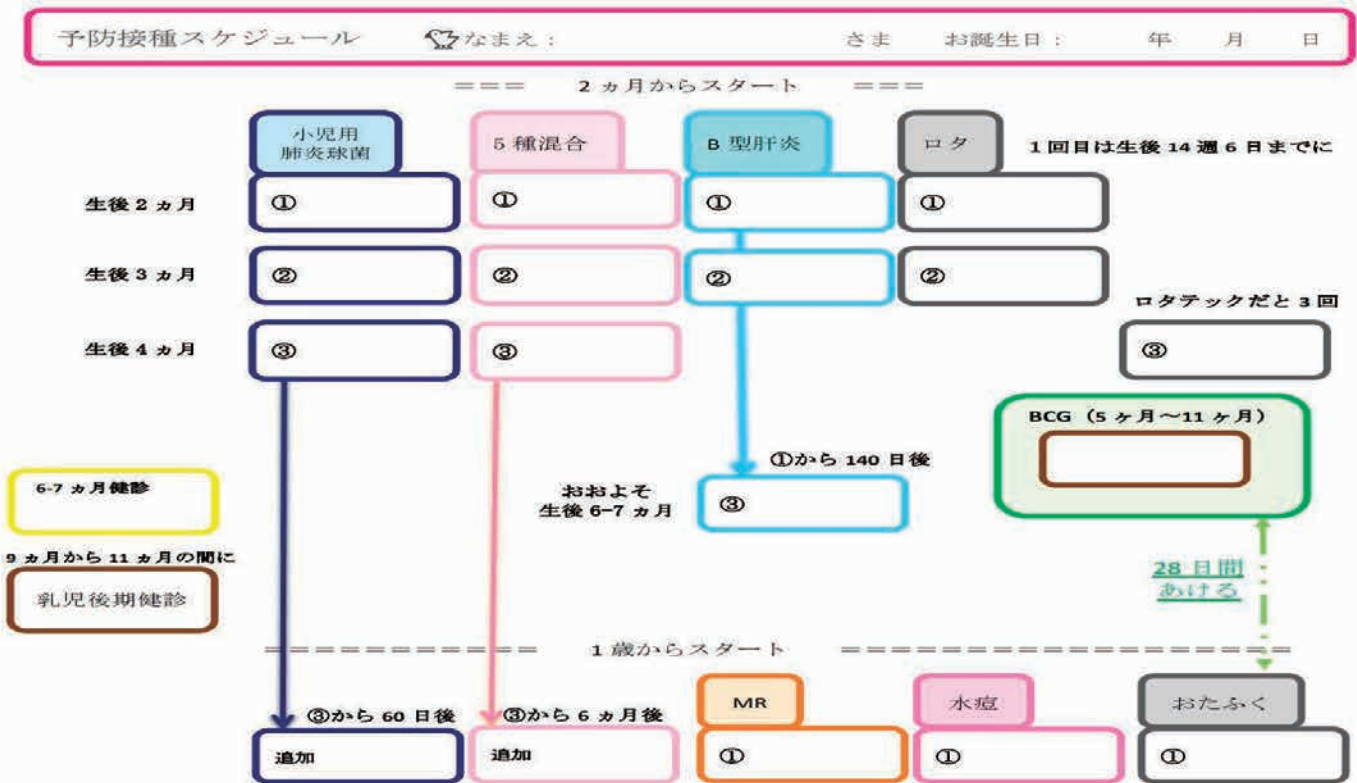 予防接種スケジュール なまえ： さま お誕生日： 年 月 日
=== 2ヵ月からスタート ===
小児用
肺炎球菌
5種混合
B型肝炎
ロタ
1回目は生後14週6日までに
生後2ヵ月
①
①
①
①
生後3ヵ月
②
②
②
②
ロタテックだと3回
生後4ヵ月
③
③
③
BCG（5ヶ月～11ヶ月）
①から140日後
6-7ヵ月健診
おおよそ
生後6-7ヵ月
③
9ヵ月から11ヵ月の間に
乳児後期健診
28日間
あける
============ 1歳からスタート ====================
③から60日後
③から6ヵ月後
MR
水痘
おたふく
追加
追加
①
①
①